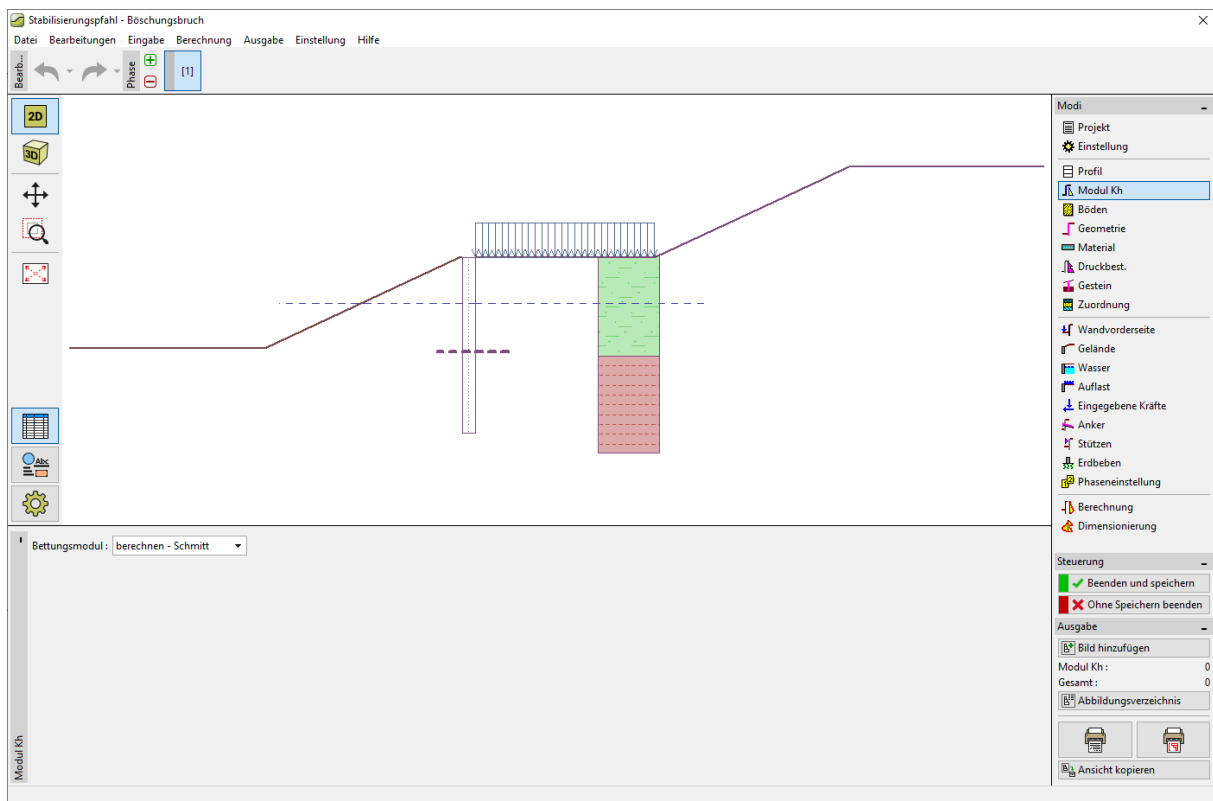 Stabilisierungspfahl - Böschungsbruch
Datei Bearbeitungen Eingabe Berechnung Ausgabe Einstellung Hilfe
Bearb...
Phase
[1]
2D
3D
Abc
Modi
Projekt
Einstellung
Profil
Modul Kh
Böden
Geometrie
Material
Druckbest.
Gestein
Zuordnung
Wandvorderseite
Gelände
Wasser
Auflast
Eingegebene Kräfte
Anker
Stützen
Erdbeben
Phaseneinstellung
Berechnung
Dimensionierung
Steuerung
Beenden und speichern
Ohne Speichern beenden
Ausgabe
Bild hinzufügen
Modul Kh : 0
Gesamt : 0
Abbildungsverzeichnis
Ansicht kopieren
Bettungsmodul : berechnen - Schmitt
Modul Kh